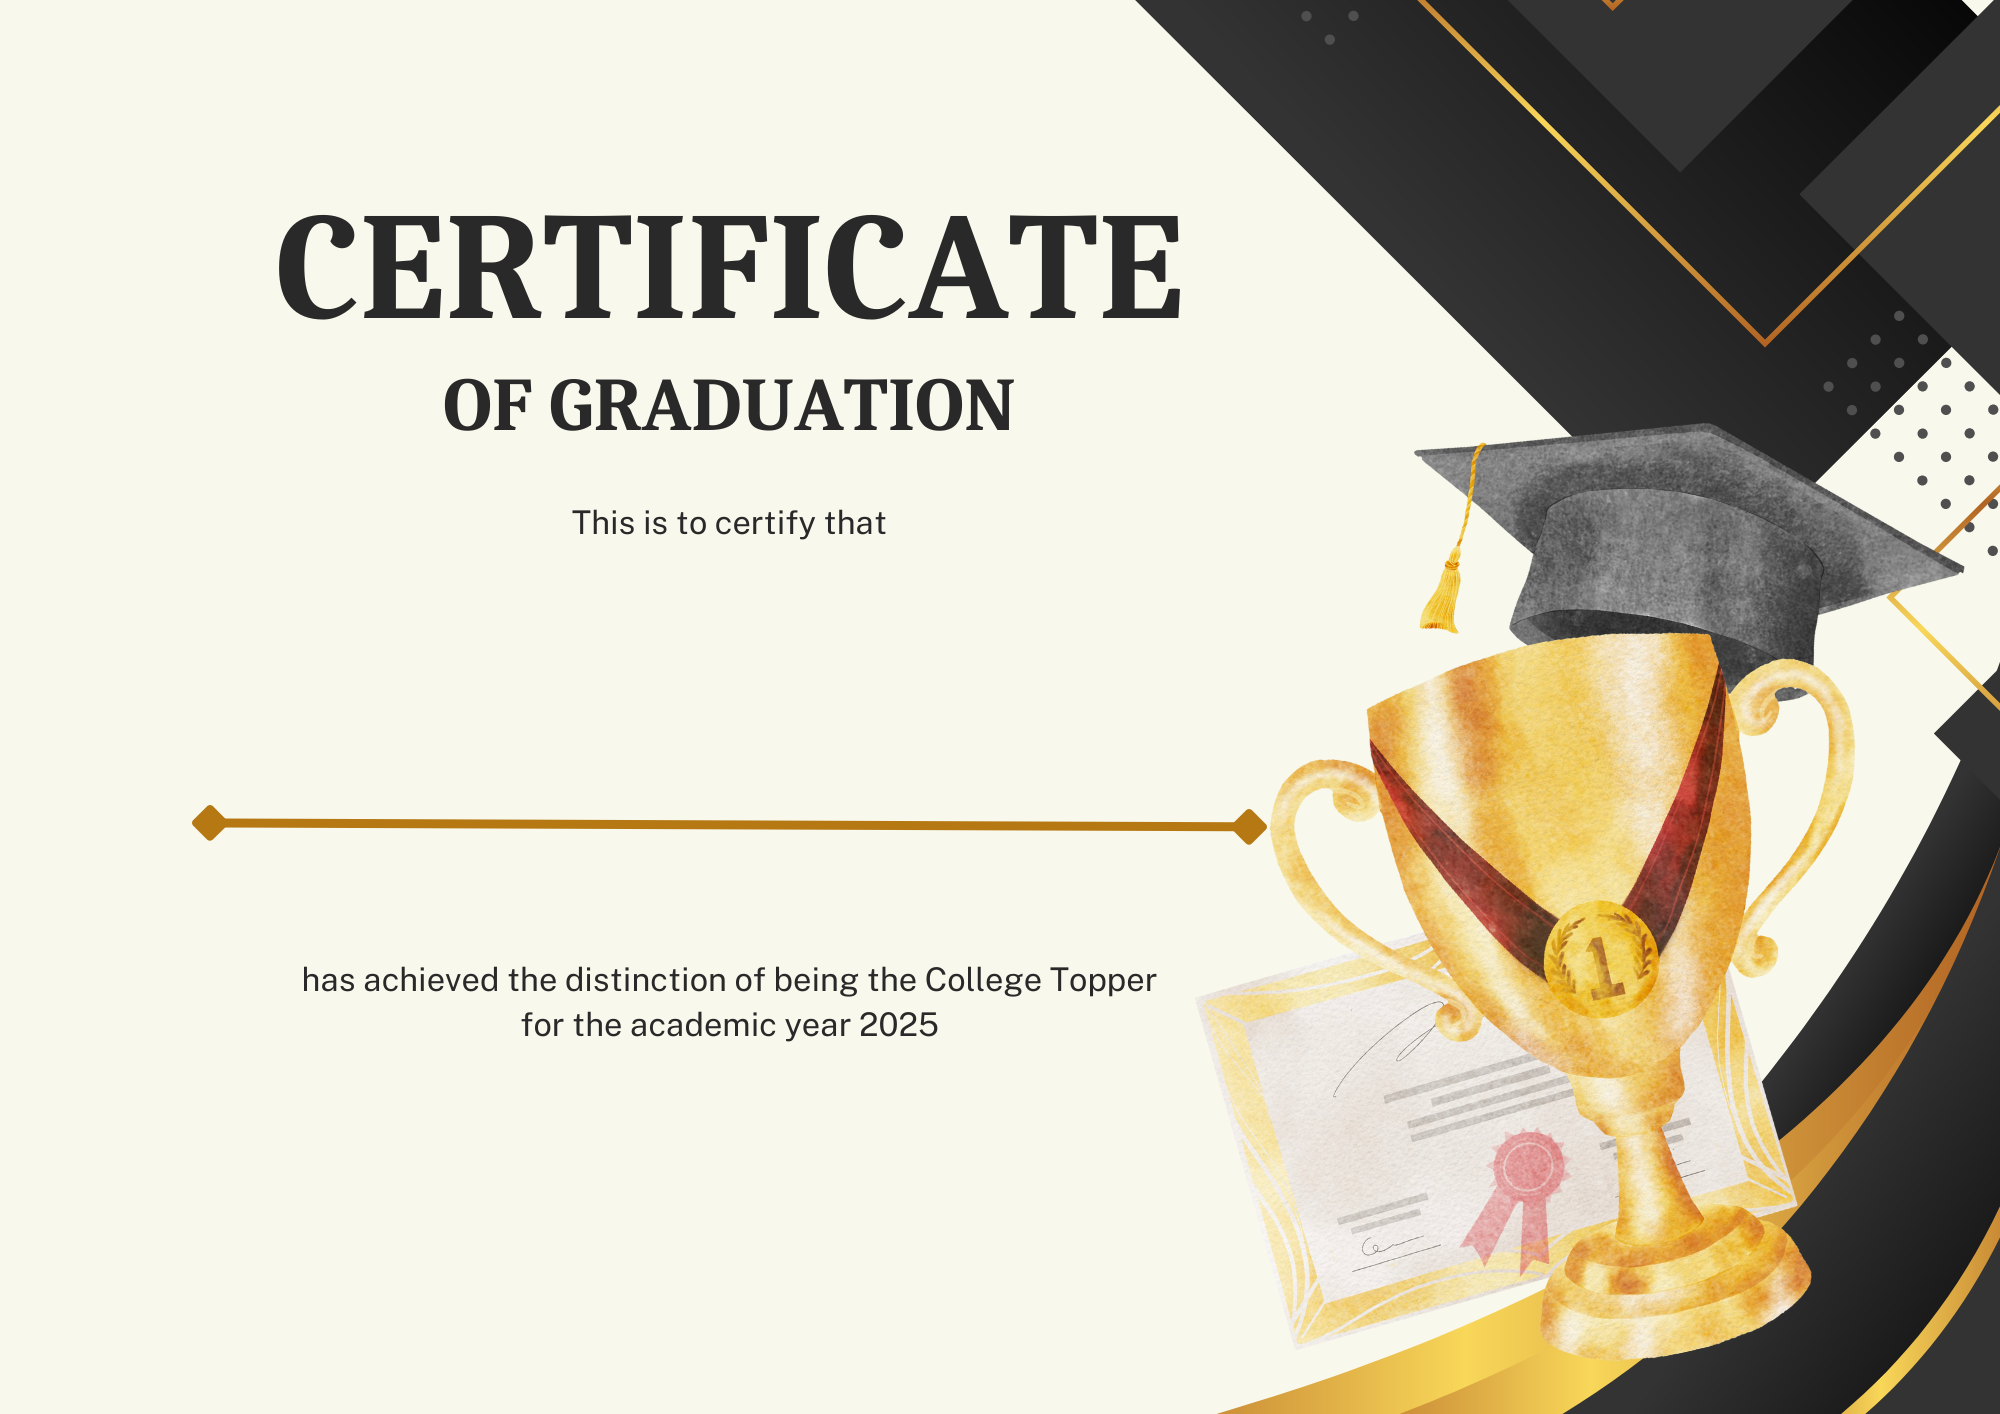 CERTIFICATE
OF GRADUATION
This is to certify that
has achieved the distinction of being the College Topper
for the academic year 2025
1